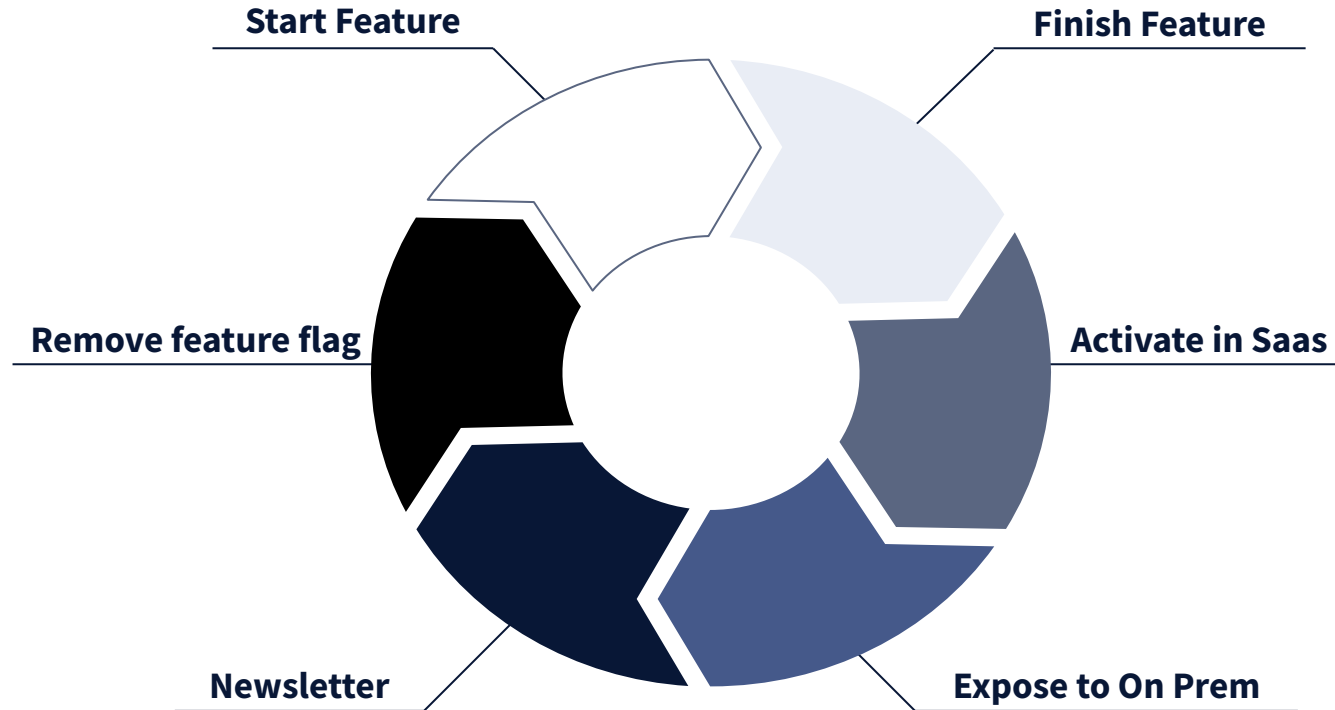 Start Feature
Finish Feature
Remove feature flag
Activate in Saas
Newsletter
Expose to On Prem